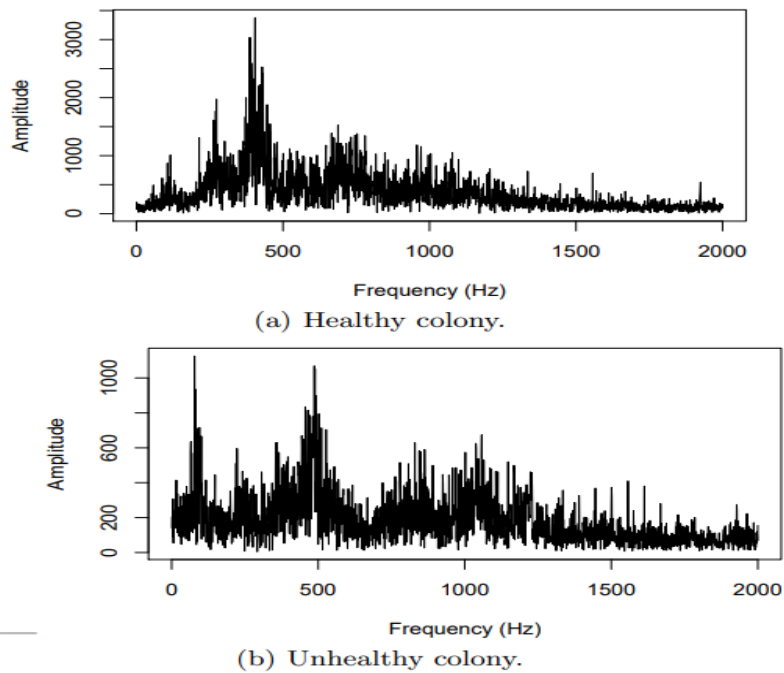 3000
2000
1000
0
Amplitude
0 500 1000 1500 2000
Frequency (Hz)
(a) Healthy colony.
1000
600
200
0
Amplitude
0 500 1000 1500 2000
Frequency (Hz)
(b) Unhealthy colony.